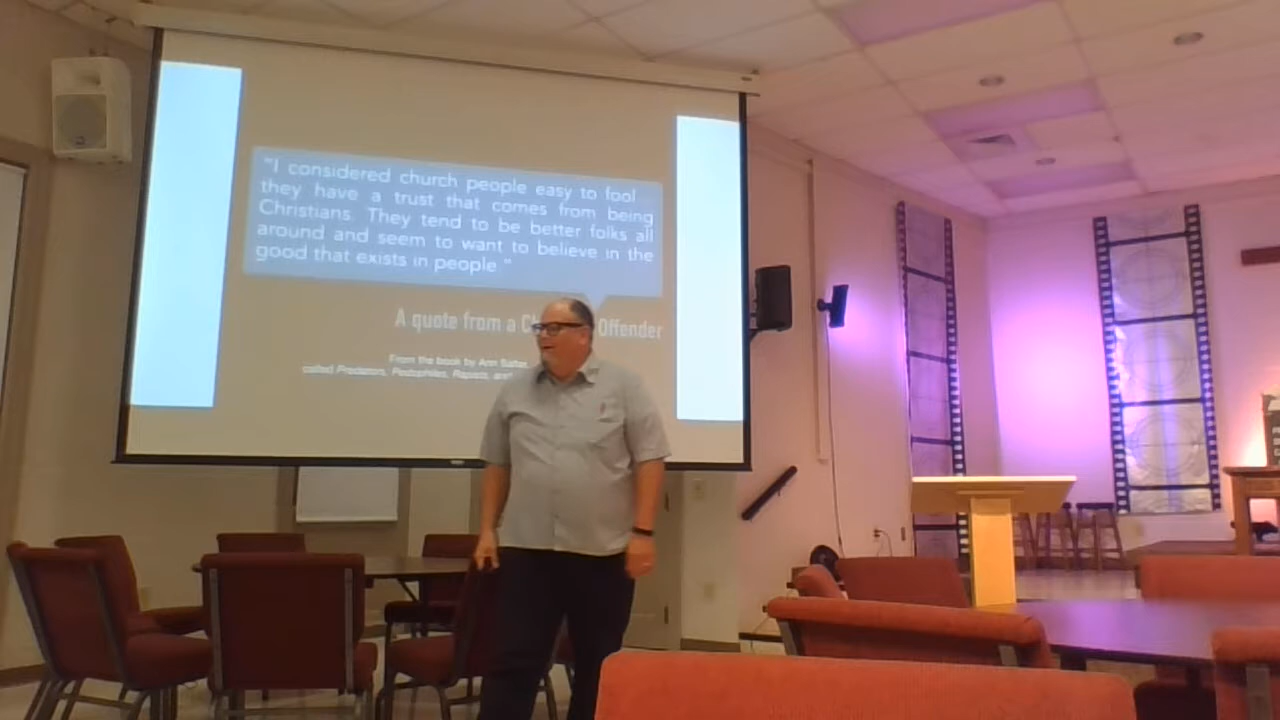 "I considered church people easy to fool
they have a trust that comes from being
Christians. They tend to be better folks all
around and seem to want to believe in the
good that exists in people."
A quote from a Offender
From the book by Ann Salter,
called Predators, Pedophiles, Rapists, and